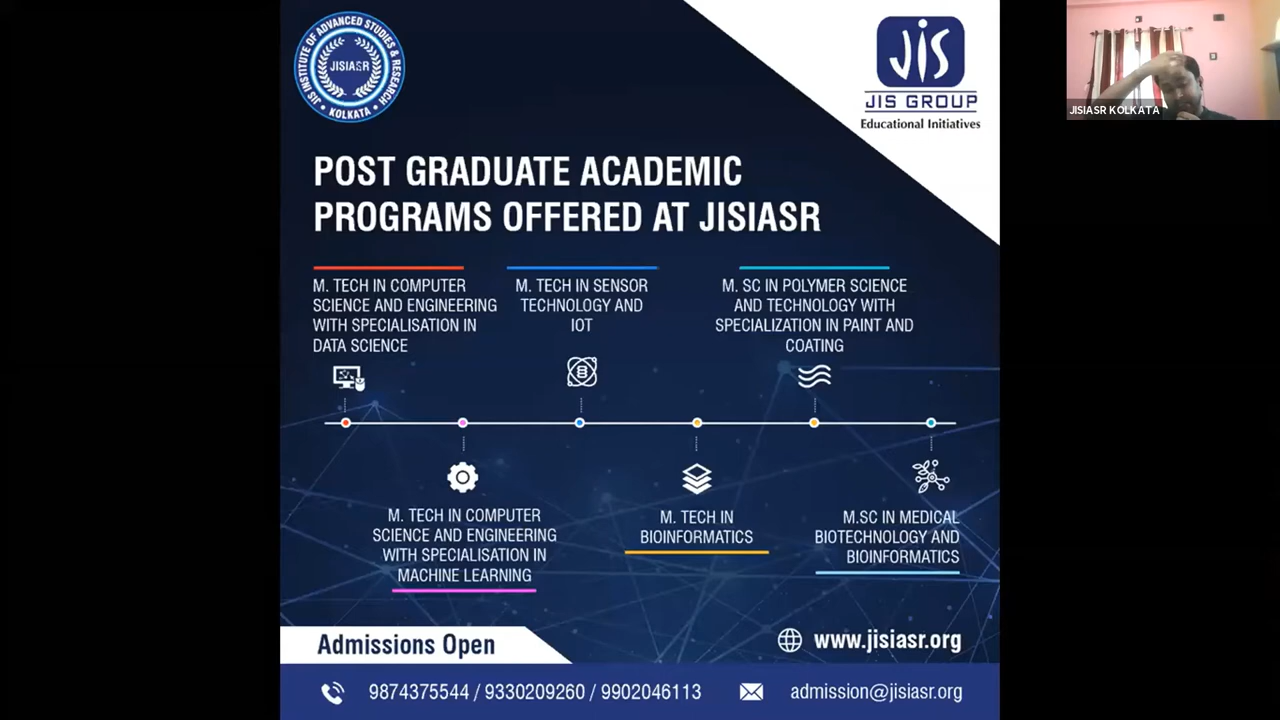 JIS INSTITUTE OF ADVANCED STUDIES & RESEARCH
JISIASR
• KOLKATA •
JIS
JIS GROUP
Educational Initiatives
JISIASR KOLKATA
POST GRADUATE ACADEMIC
PROGRAMS OFFERED AT JISIASR
M. TECH IN COMPUTER
SCIENCE AND ENGINEERING
WITH SPECIALISATION IN
DATA SCIENCE
M. TECH IN SENSOR
TECHNOLOGY AND
IOT
M. SC IN POLYMER SCIENCE
AND TECHNOLOGY WITH
SPECIALIZATION IN PAINT AND
COATING
M. TECH IN COMPUTER
SCIENCE AND ENGINEERING
WITH SPECIALISATION IN
MACHINE LEARNING
M. TECH IN
BIOINFORMATICS
M.SC IN MEDICAL
BIOTECHNOLOGY AND
BIOINFORMATICS
Admissions Open
www.jisiasr.org
9874375544 / 9330209260 / 9902046113
admission@jisiasr.org